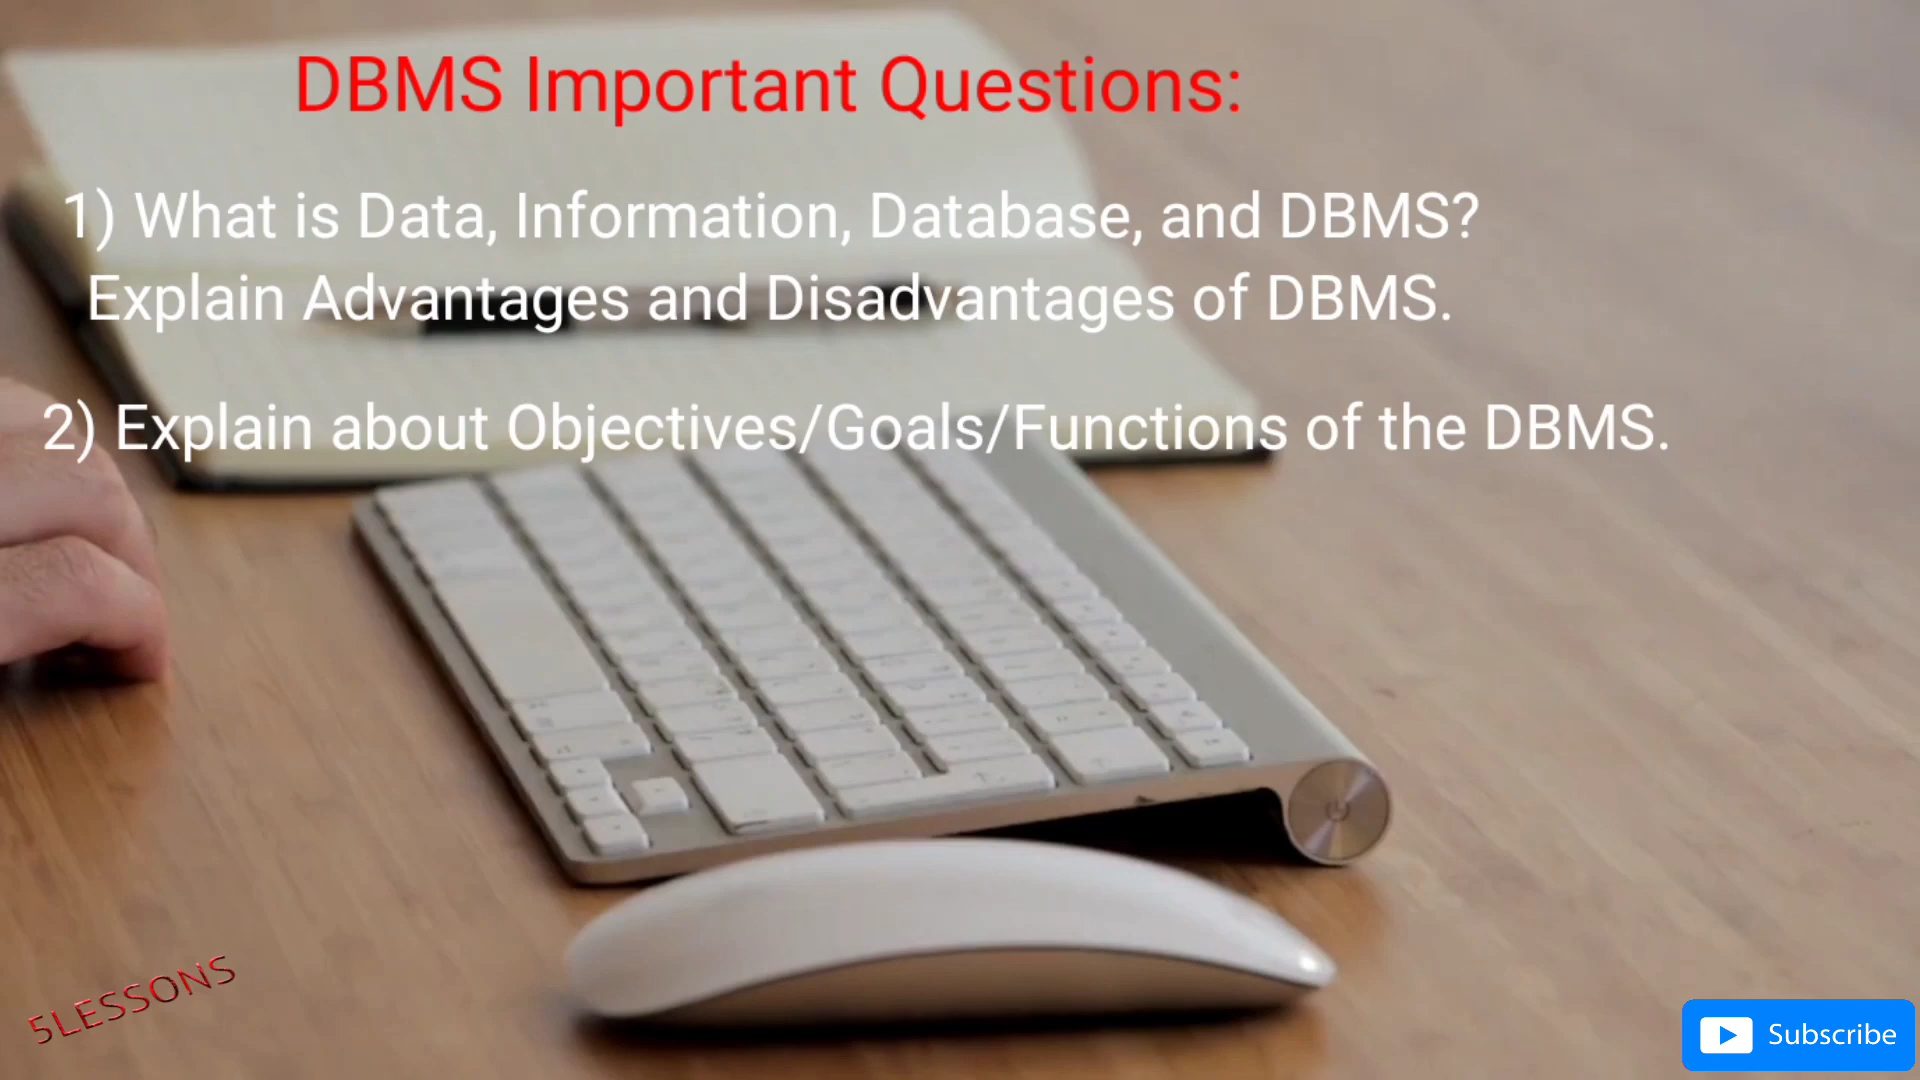 DBMS Important Questions:
1) What is Data, Information, Database, and DBMS?
Explain Advantages and Disadvantages of DBMS.
2) Explain about Objectives/Goals/Functions of the DBMS.
5LESSONS
Subscribe